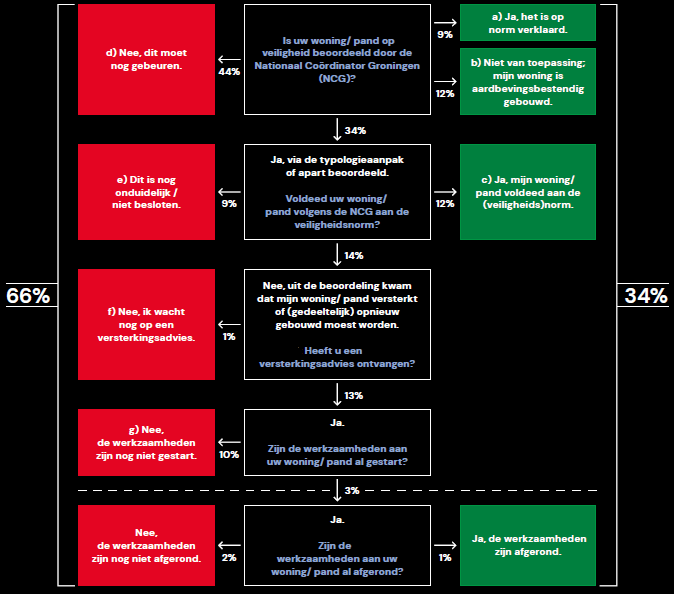 d) Nee, dit moet
nog gebeuren.
44%
Is uw woning/ pand op
veiligheid beoordeeld door de
Nationaal Coördinator Groningen
(NCG)?
9%
a) Ja, het is op
norm verklaard.
12%
b) Niet van toepassing;
mijn woning is
aardbevingsbestendig
gebouwd.
34%
e) Dit is nog
onduidelijk /
niet besloten.
9%
Ja, via de typologieaanpak
of apart beoordeeld.
Voldeed uw woning/
pand volgens de NCG aan de
veiligheidsnorm?
12%
c) Ja, mijn woning/
pand voldeed aan de
(veiligheids)norm.
14%
66%
34%
f) Nee, ik wacht
nog op een
versterkingsadvies.
1%
Nee, uit de beoordeling kwam
dat mijn woning/ pand versterkt
of (gedeeltelijk) opnieuw
gebouwd moest worden.
Heeft u een
versterkingsadvies ontvangen?
13%
g) Nee,
de werkzaamheden
zijn nog niet gestart.
10%
Ja.
Zijn de werkzaamheden aan
uw woning/ pand al gestart?
3%
Nee,
de werkzaamheden
zijn nog niet afgerond.
2%
Ja.
Zijn de
werkzaamheden aan uw
woning/ pand al afgerond?
1%
Ja, de werkzaamheden
zijn afgerond.